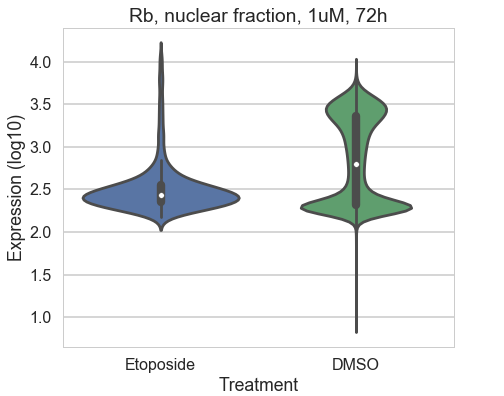 Rb, nuclear fraction, 1uM, 72h
Expression (log10)
4.0
3.5
3.0
2.5
2.0
1.5
1.0
Etoposide DMSO
Treatment